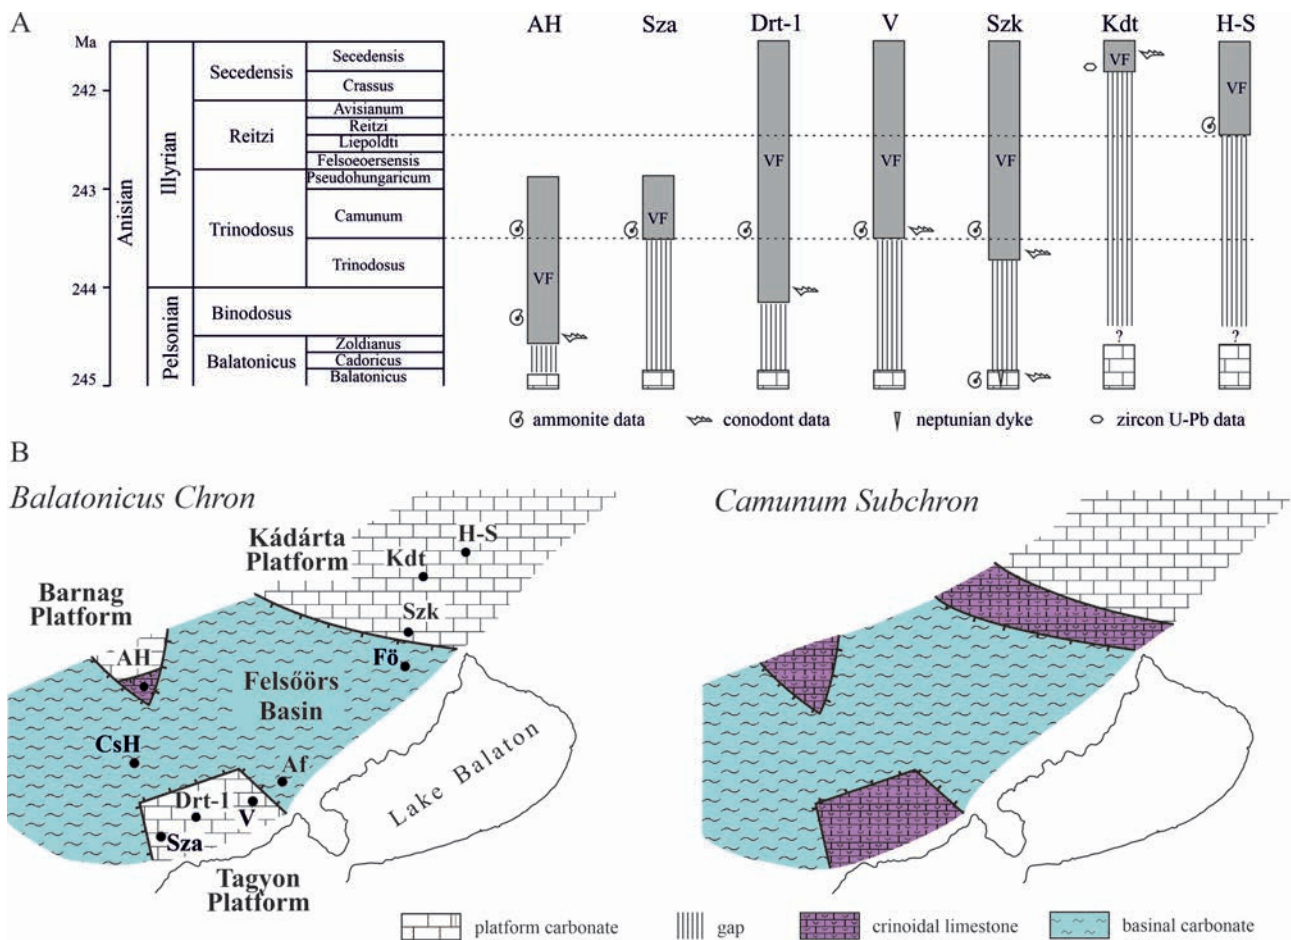 A
AH Sza Drt-1 V Szk Kdt H-S
Ma
242
243
244
245
Anisian
Illyrian
Pelsonian
Secedensis
Reitzi
Trinodosus
Binodosus
Balatonicus
Secedensis
Crassus
Avisianum
Reitzi
Liepoldti
Felsoeoersensis
Pseudohungaricum
Camunum
Trinodosus
Zoldianus
Cadoricus
Balatonicus
VF
VF
VF
VF
VF
VF
VF
? ?
ammonite data conodont data neptunian dyke zircon U-Pb data
B
Balatonicus Chron
Kádárta
Platform
H-S
Kdt
Szk
Barnag
Platform
AH
Fö
Felsőörs
Basin
CsH
Af
Drt-1
V
Sza
Lake Balaton
Tagyon
Platform
Camunum Subchron
platform carbonate gap crinoidal limestone basinal carbonate